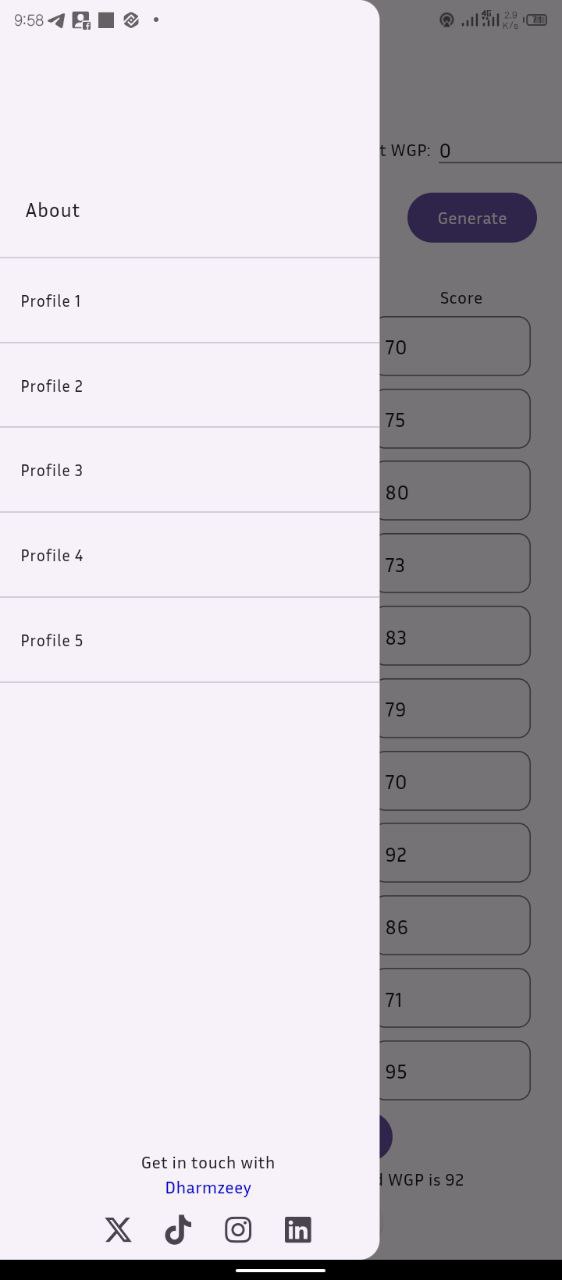 9:58
4G
2.9
K/s
t WGP: 0
About
Generate
Profile 1
Score
Profile 2
Profile 3
Profile 4
Profile 5
70
75
80
73
83
79
70
92
86
71
95
Get in touch with
Dharmzeey
d WGP is 92